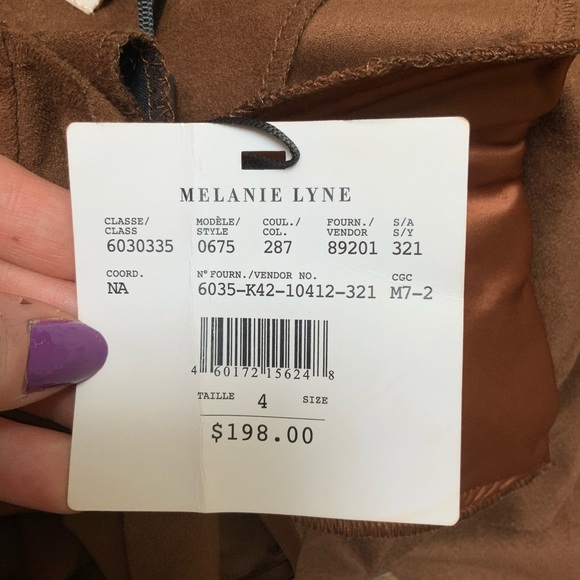 MELANIE LYNE
CLASSE/ MODÈLE/ COUL./ FOURN./ S/A
CLASS STYLE COL. VENDOR S/Y
6030335 0675 287 89201 321
COORD. N° FOURN./VENDOR NO. CGC
NA 6035-K42-10412-321 M7-2
4 60172 15624 8
TAILLE 4 SIZE
$198.00